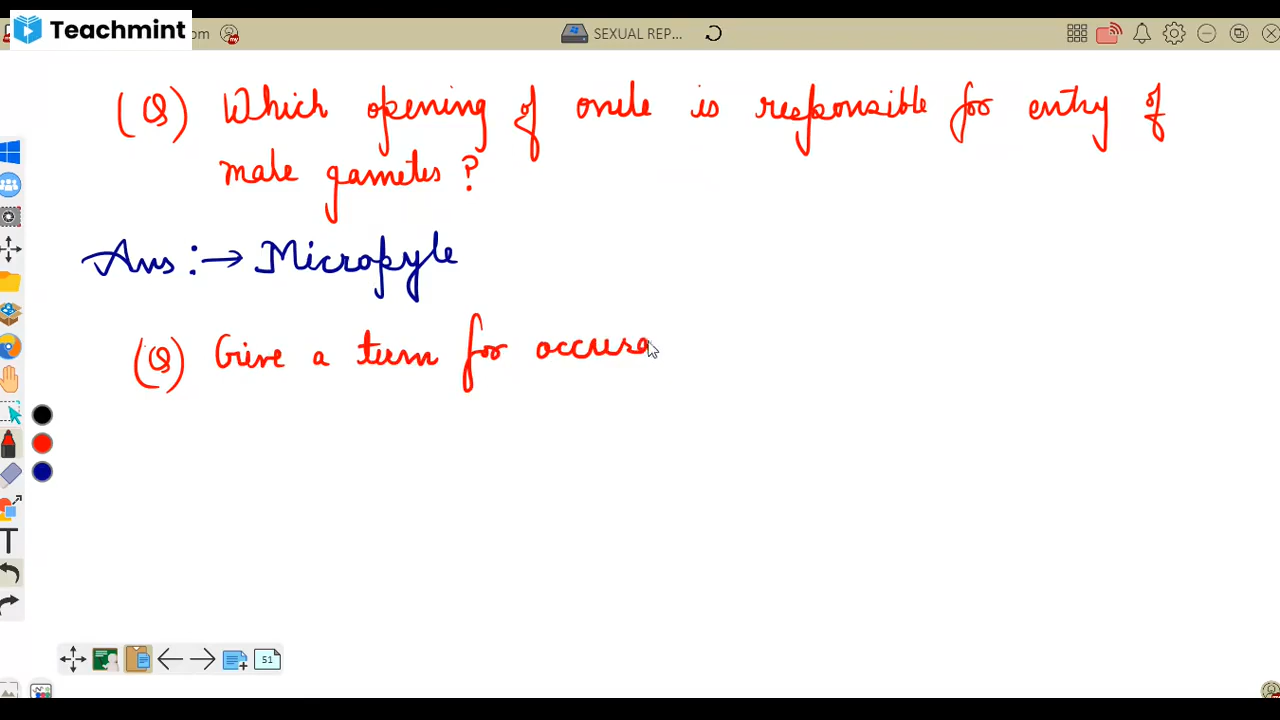 Teachmint
om
SEXUAL REP...
(Q) Which opening of ovule is responsible for entry of
male gametes ?
Ans :→ Micropyle
(Q) Give a term for
T
51